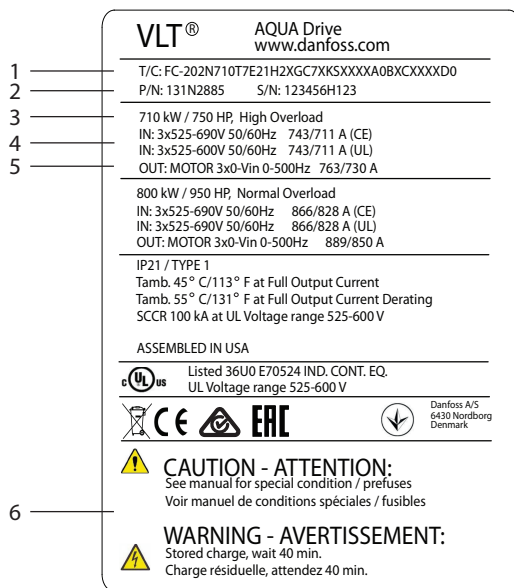 VLT® AQUA Drive
www.danfoss.com
1 T/C: FC-202N710T7E21H2XGC7XKSXXXXA0BXCXXXXD0
2 P/N: 131N2885 S/N: 123456H123
3 710 kW / 750 HP, High Overload
4 IN: 3x525-690V 50/60Hz 743/711 A (CE)
IN: 3x525-600V 50/60Hz 743/711 A (UL)
5 OUT: MOTOR 3x0-Vin 0-500Hz 763/730 A
800 kW / 950 HP, Normal Overload
IN: 3x525-690V 50/60Hz 866/828 A (CE)
IN: 3x525-690V 50/60Hz 866/828 A (UL)
OUT: MOTOR 3x0-Vin 0-500Hz 889/850 A
IP21 / TYPE 1
Tamb. 45° C/113° F at Full Output Current
Tamb. 55° C/131° F at Full Output Current Derating
SCCR 100 kA at UL Voltage range 525-600 V
ASSEMBLED IN USA
c UL us Listed 36U0 E70524 IND. CONT. EQ.
UL Voltage range 525-600 V
CE EAC
Danfoss A/S
6430 Nordborg
Denmark
CAUTION - ATTENTION:
See manual for special condition / prefuses
Voir manuel de conditions spéciales / fusibles
6
WARNING - AVERTISSEMENT:
Stored charge, wait 40 min.
Charge résiduelle, attendez 40 min.